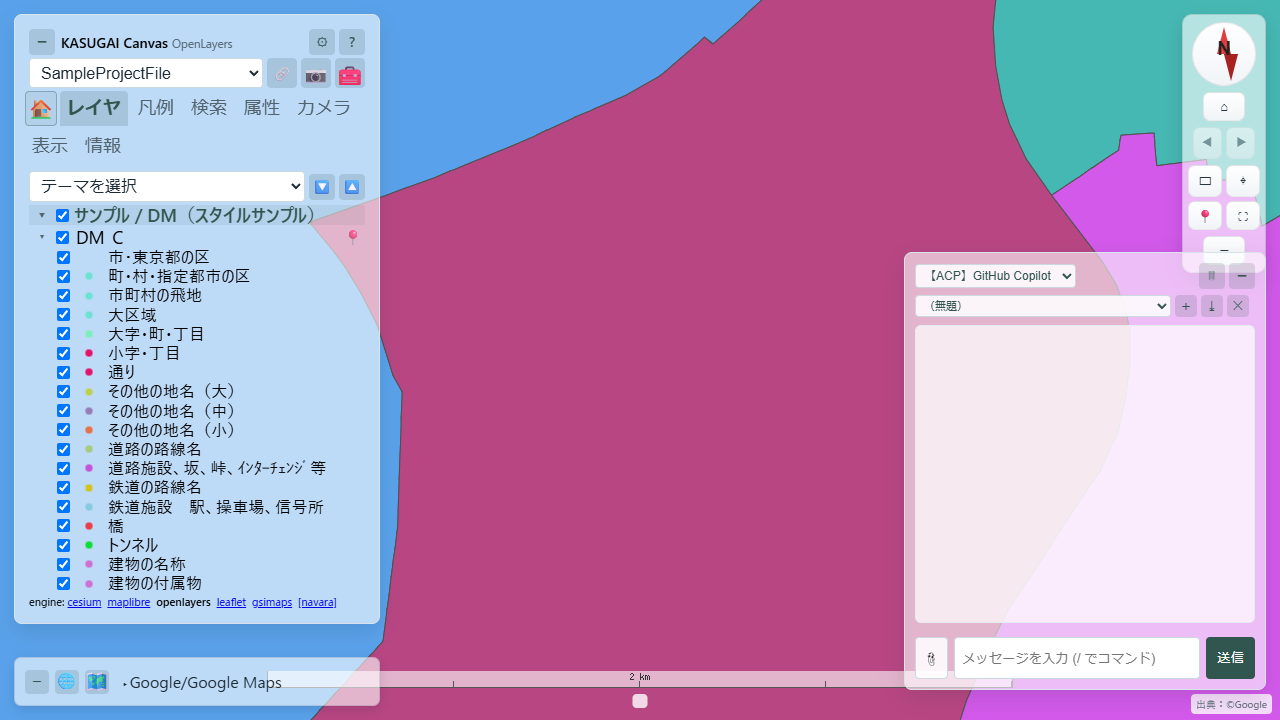 − KASUGAI Canvas OpenLayers ⚙ ?
SampleProjectFile
レイヤ 凡例 検索 属性 カメラ
表示 情報
テーマを選択
サンプル / DM（スタイルサンプル）
DM C
市・東京都の区
町・村・指定都市の区
市町村の飛地
大区域
大字・町・丁目
小字・丁目
通り
その他の地名（大）
その他の地名（中）
その他の地名（小）
道路の路線名
道路施設、坂、峠、ｲﾝﾀｰﾁｪﾝｼﾞ等
鉄道の路線名
鉄道施設　駅、操車場、信号所
橋
トンネル
建物の名称
建物の付属物
engine: cesium maplibre openlayers leaflet gsimaps [navara]
Google/Google Maps
2 km
N
【ACP】GitHub Copilot
（無題）
メッセージを入力 (/ でコマンド)
送信
出典：©Google